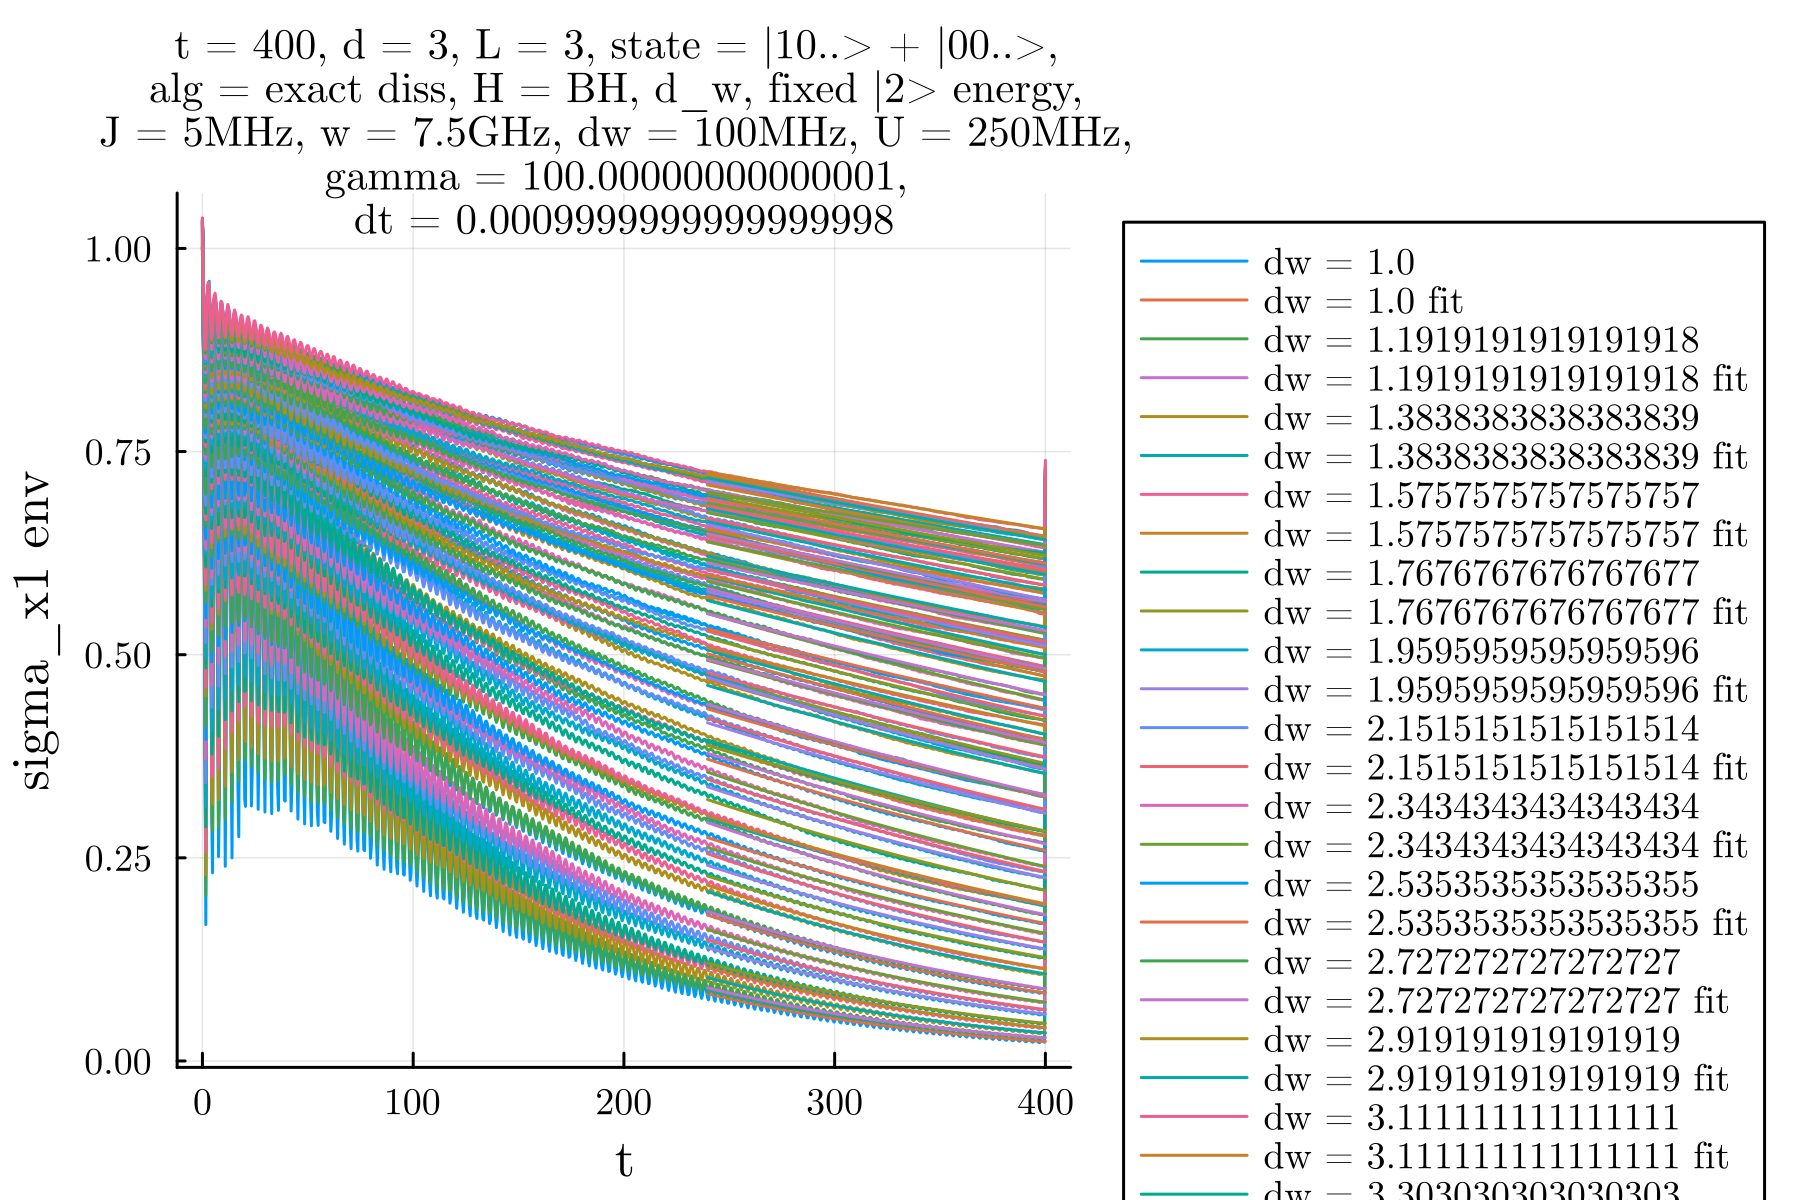 t = 400, d = 3, L = 3, state = |10..> + |00..>,
alg = exact diss, H = BH, d_w, fixed |2> energy,
J = 5MHz, w = 7.5GHz, dw = 100MHz, U = 250MHz,
gamma = 100.00000000000001,
dt = 0.0009999999999999998
1.00
0.75
0.50
0.25
0.00
sigma_x1 env
0
100
200
300
400
t
dw = 1.0
dw = 1.0 fit
dw = 1.1919191919191918
dw = 1.1919191919191918 fit
dw = 1.3838383838383839
dw = 1.3838383838383839 fit
dw = 1.5757575757575757
dw = 1.5757575757575757 fit
dw = 1.7676767676767677
dw = 1.7676767676767677 fit
dw = 1.9595959595959596
dw = 1.9595959595959596 fit
dw = 2.1515151515151514
dw = 2.1515151515151514 fit
dw = 2.3434343434343434
dw = 2.3434343434343434 fit
dw = 2.5353535353535355
dw = 2.5353535353535355 fit
dw = 2.727272727272727
dw = 2.727272727272727 fit
dw = 2.919191919191919
dw = 2.919191919191919 fit
dw = 3.111111111111111
dw = 3.111111111111111 fit
dw = 3.303030303030303